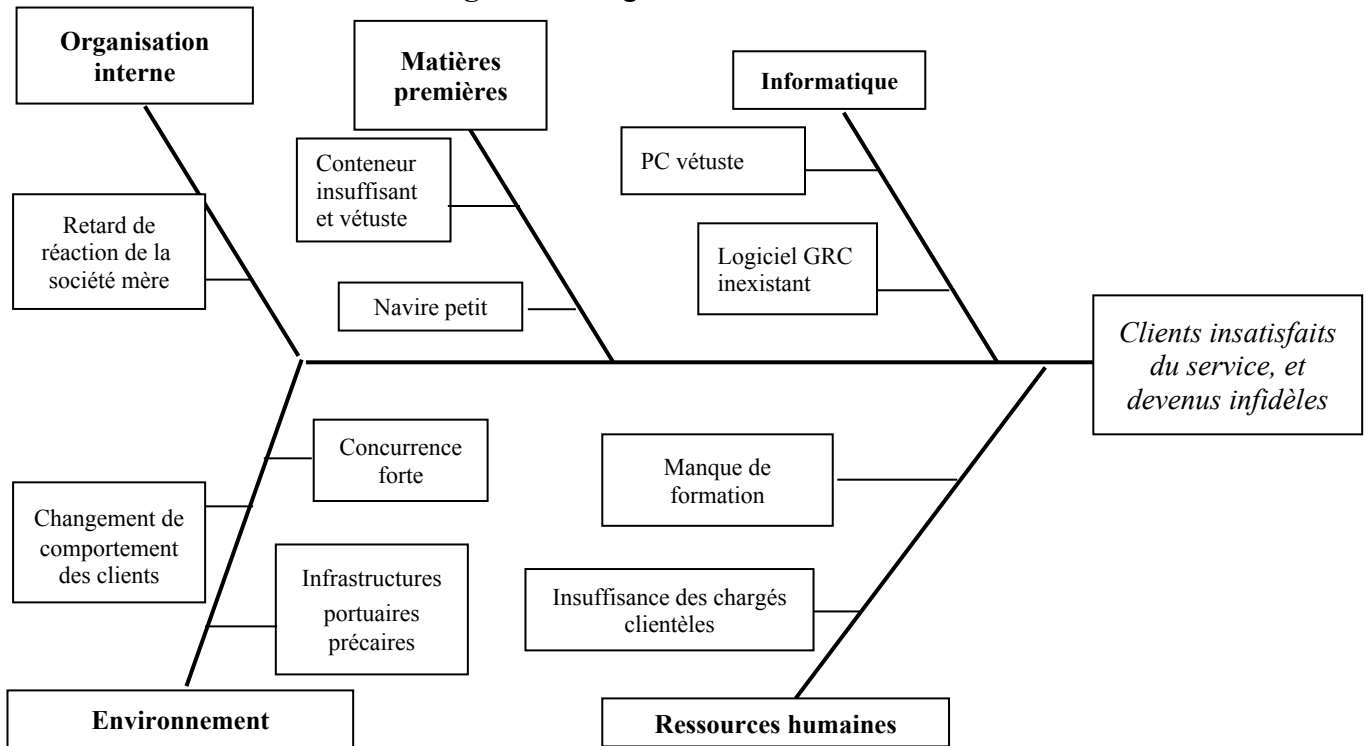 Organisation
interne
Matières
premières
Informatique
Conteneur
insuffisant
et vétuste
PC vétuste
Retard de
réaction de la
société mère
Logiciel GRC
inexistant
Navire petit
Clients insatisfaits
du service, et
devenus infidèles
Concurrence
forte
Manque de
formation
Changement de
comportement
des clients
Infrastructures
portuaires
précaires
Insuffisance des chargés
clientèles
Environnement
Ressources humaines